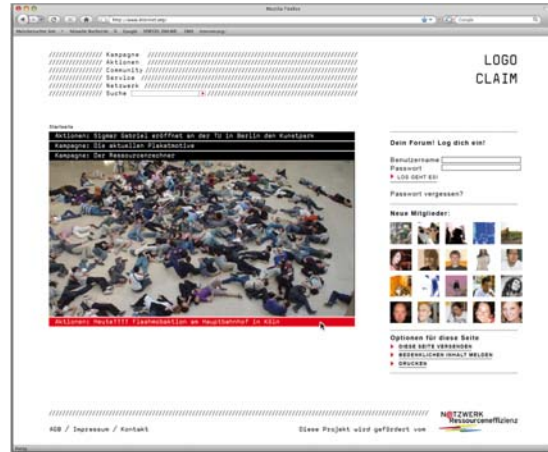 Mozilla Firefox
Google
Kampagne
Aktionen
Community
Service
Netzwerk
Suche
LOGO
CLAIM
Startseite
Aktionen: Sigmar Gabriel eröffnet an der TU in Berlin den Kunstpark
Kampagne: Die aktuellen Plakatmotive
Kampagne: Der Ressourcenrechner
Aktionen: Heute???? Flashmobaktion am Hauptbahnhof in Köln
Dein Forum! Log dich ein!
Benutzername
Passwort
LOS GEHT ES!
Passwort vergessen?
Neue Mitglieder:
Optionen für diese Seite
DIESE SEITE VERSENDEN
BEDENKLICHEN INHALT MELDEN
DRUCKEN
AGB / Impressum / Kontakt
Diese Projekt wird gefördert vom
NETZWERK
Ressourceneffizienz
Fertig